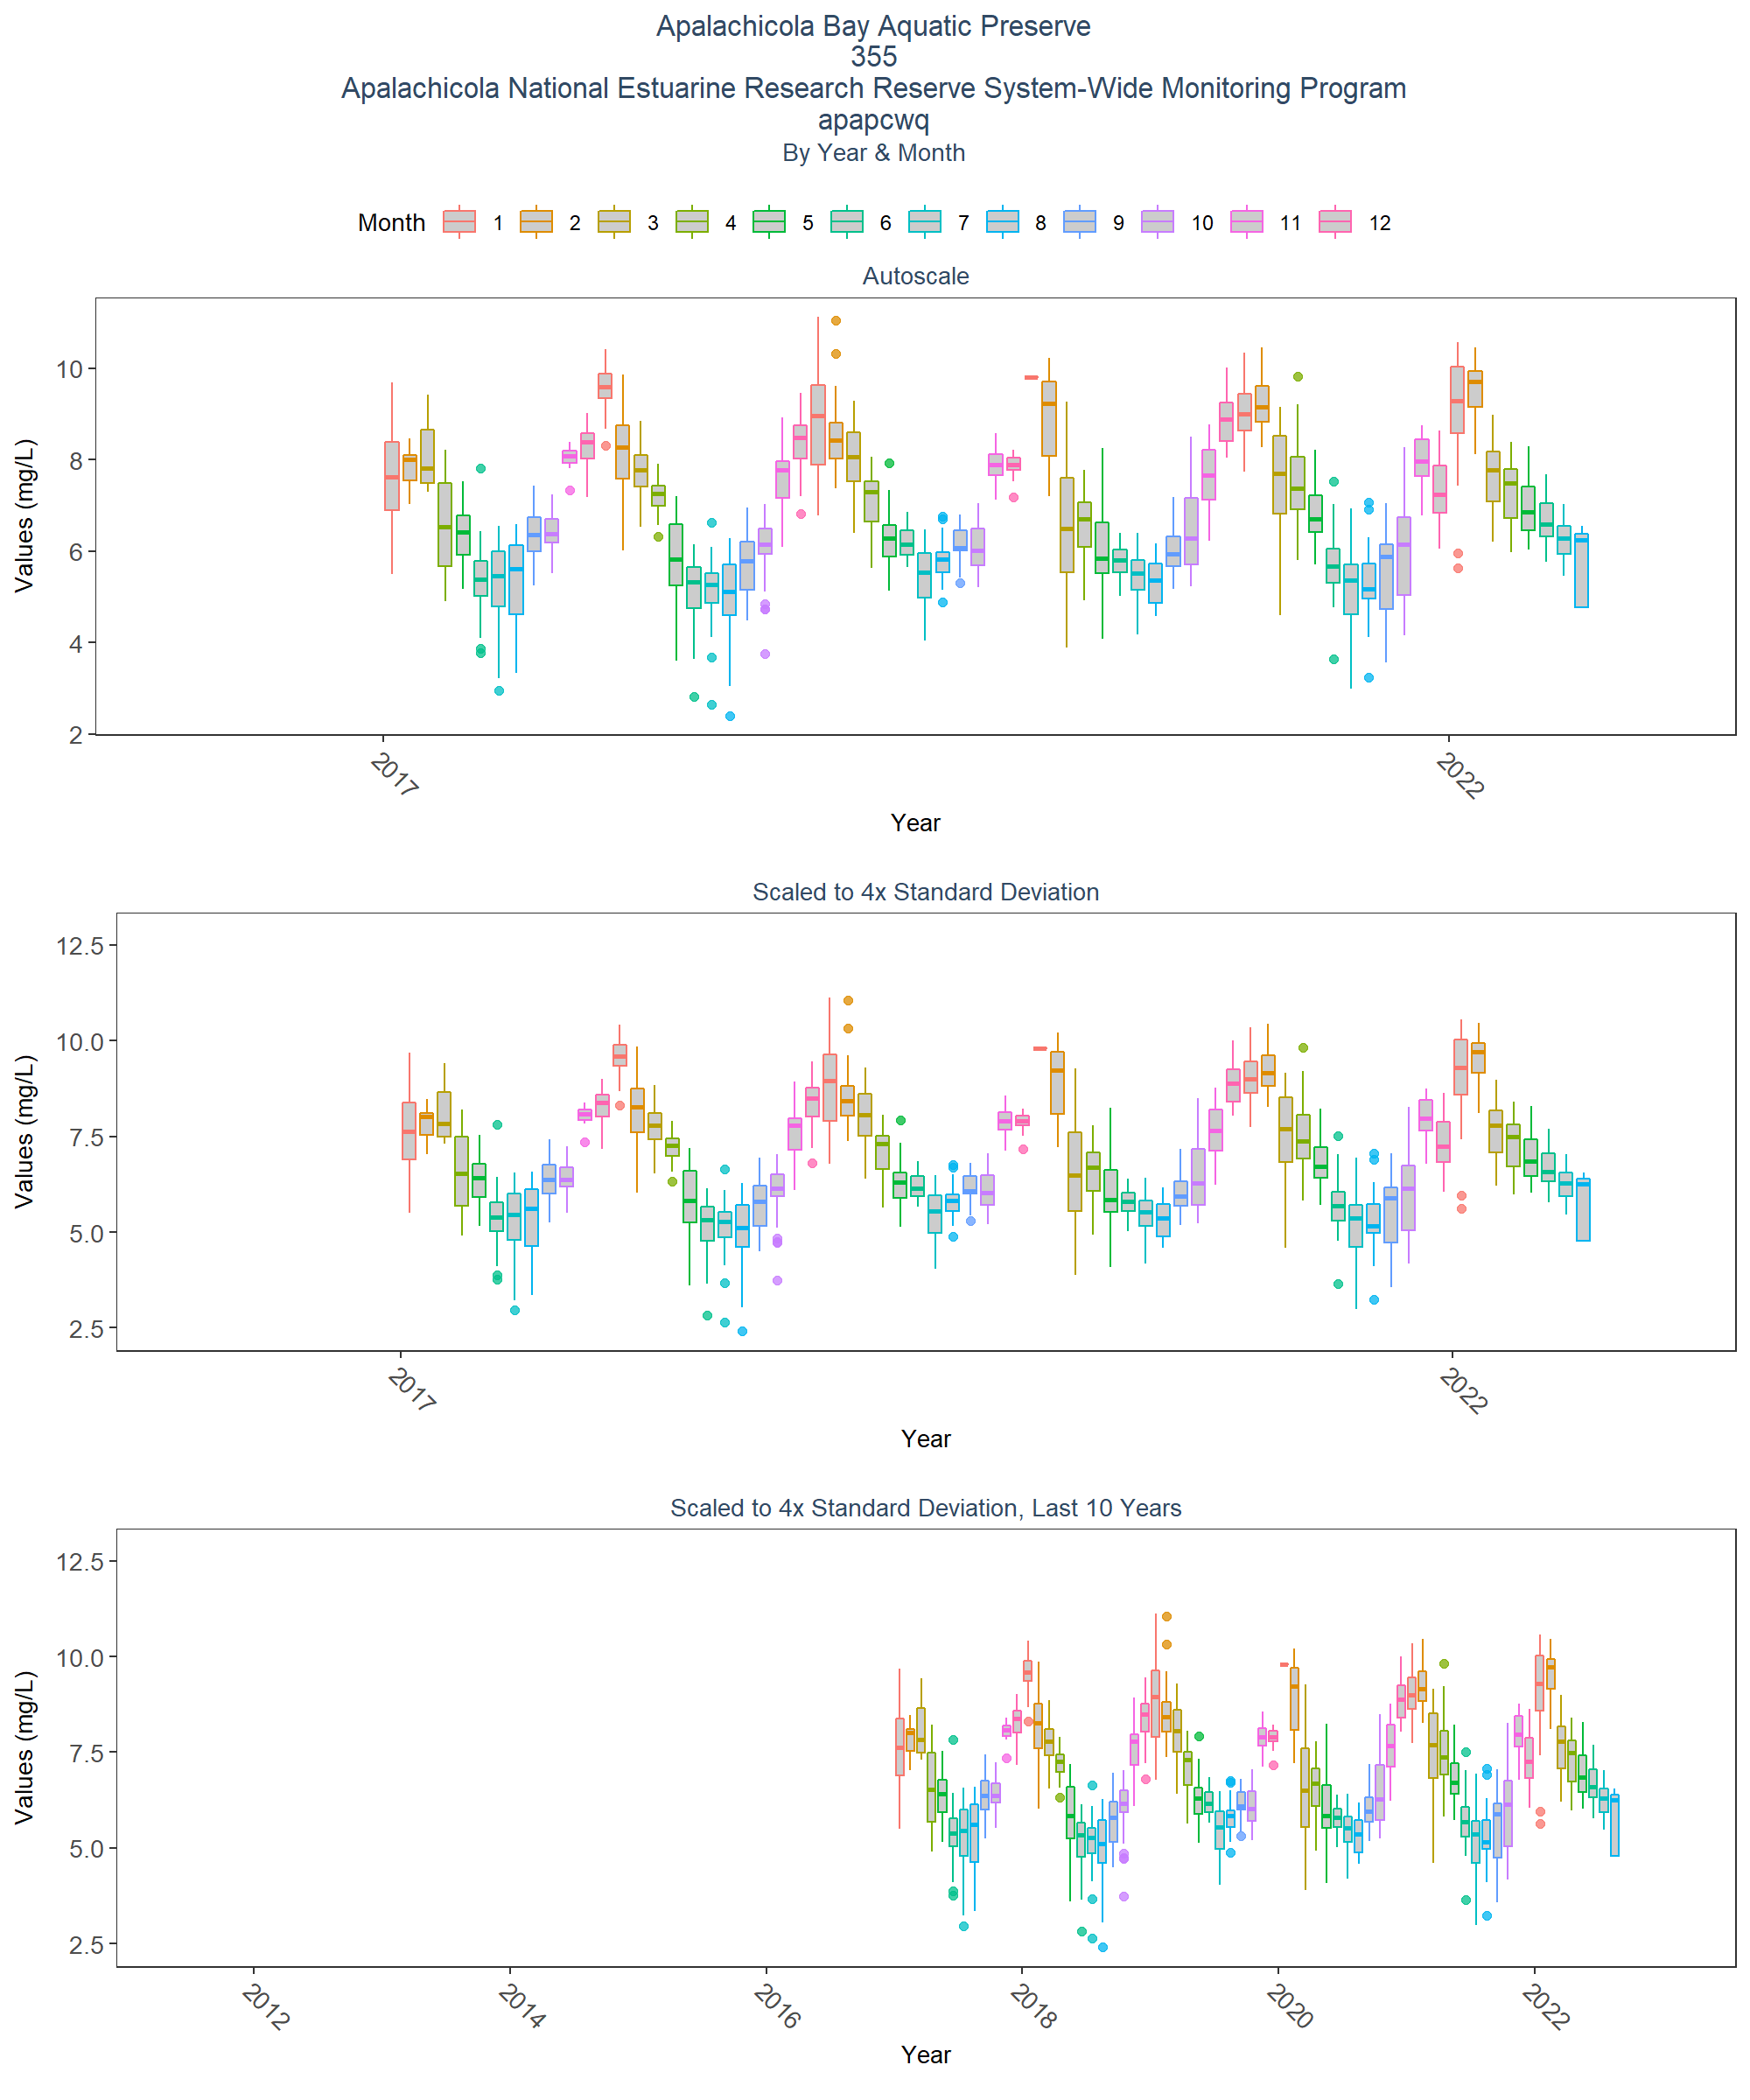 Apalachicola Bay Aquatic Preserve
355
Apalachicola National Estuarine Research Reserve System-Wide Monitoring Program
apapcwq
By Year & Month
Month 1 2 3 4 5 6 7 8 9 10 11 12
Autoscale
Values (mg/L)
10
8
6
4
2
2017 2022
Year
Scaled to 4x Standard Deviation
Values (mg/L)
12.5
10.0
7.5
5.0
2.5
2017 2022
Year
Scaled to 4x Standard Deviation, Last 10 Years
Values (mg/L)
12.5
10.0
7.5
5.0
2.5
2012 2014 2016 2018 2020 2022
Year